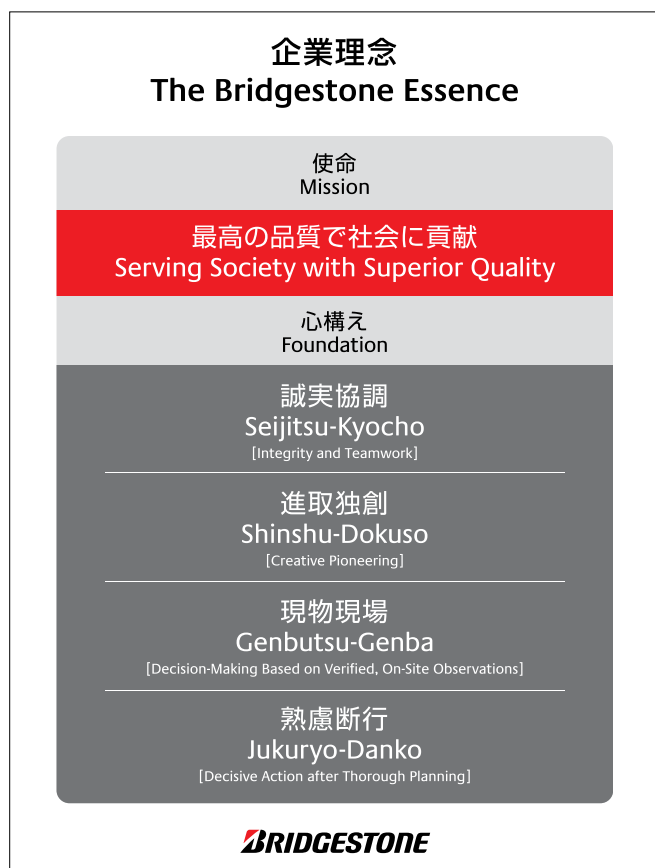 企業理念
The Bridgestone Essence
使命
Mission
最高の品質で社会に貢献
Serving Society with Superior Quality
心構え
Foundation
誠実協調
Seijitsu-Kyocho
[Integrity and Teamwork]
進取独創
Shinshu-Dokuso
[Creative Pioneering]
現物現場
Genbutsu-Genba
[Decision-Making Based on Verified, On-Site Observations]
熟慮断行
Jukuryo-Danko
[Decisive Action after Thorough Planning]
BRIDGESTONE